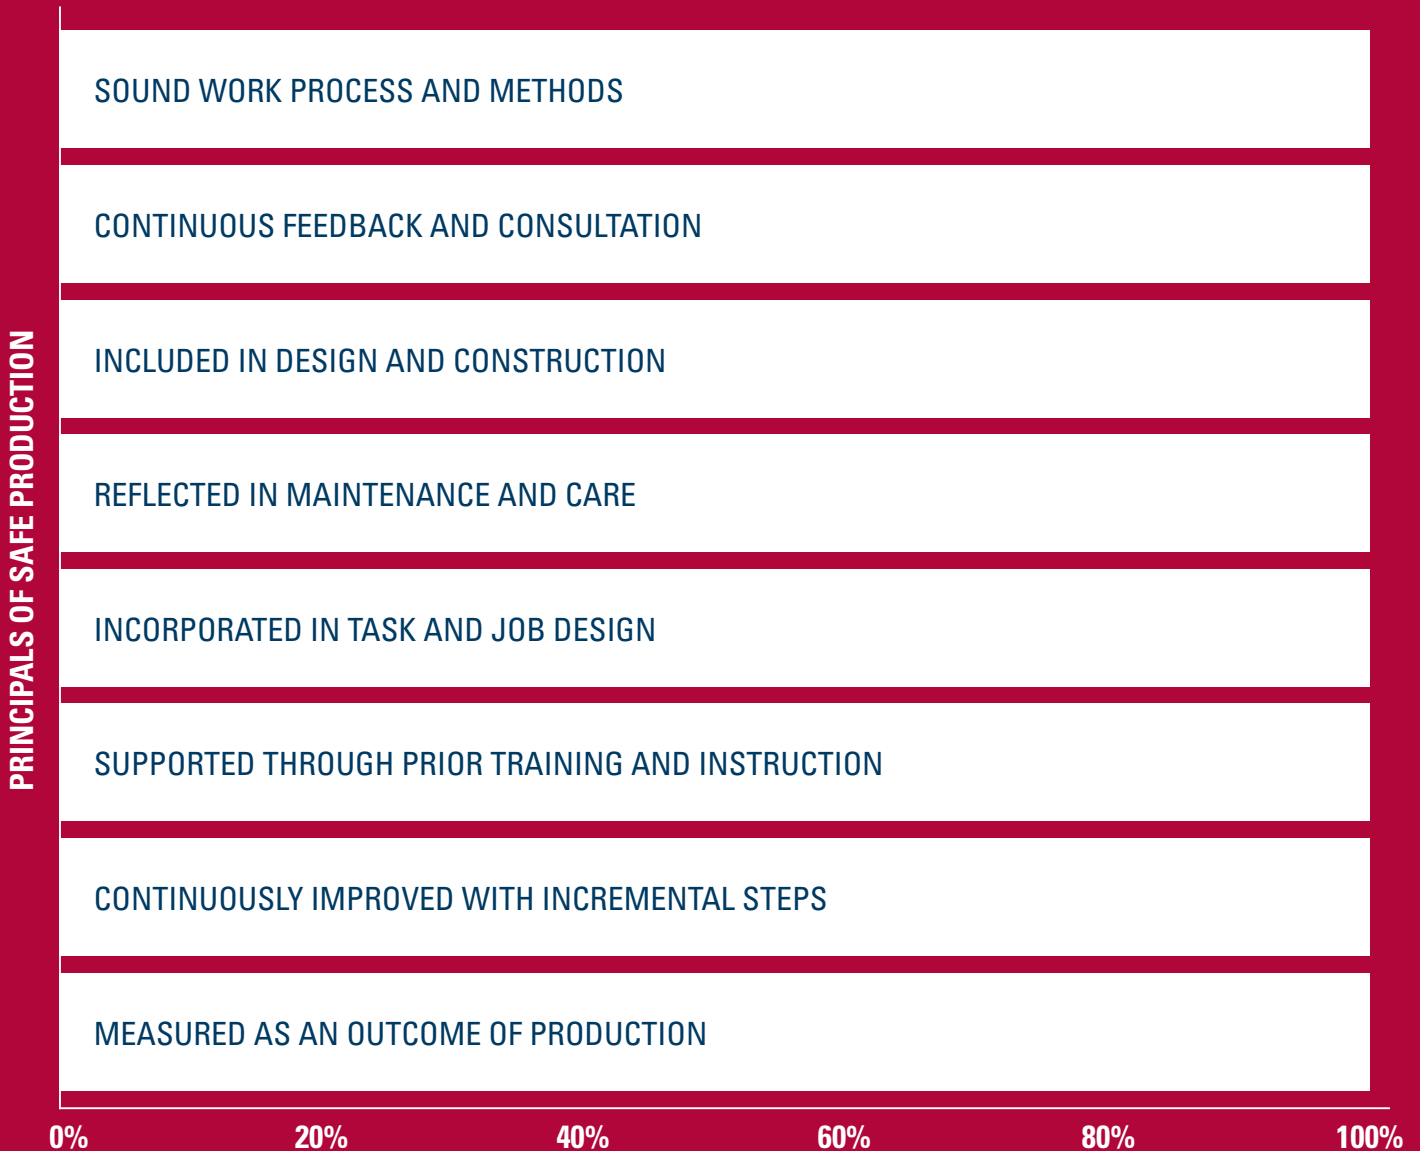 PRINCIPALS OF SAFE PRODUCTION
SOUND WORK PROCESS AND METHODS
CONTINUOUS FEEDBACK AND CONSULTATION
INCLUDED IN DESIGN AND CONSTRUCTION
REFLECTED IN MAINTENANCE AND CARE
INCORPORATED IN TASK AND JOB DESIGN
SUPPORTED THROUGH PRIOR TRAINING AND INSTRUCTION
CONTINUOUSLY IMPROVED WITH INCREMENTAL STEPS
MEASURED AS AN OUTCOME OF PRODUCTION
0% 20% 40% 60% 80% 100%